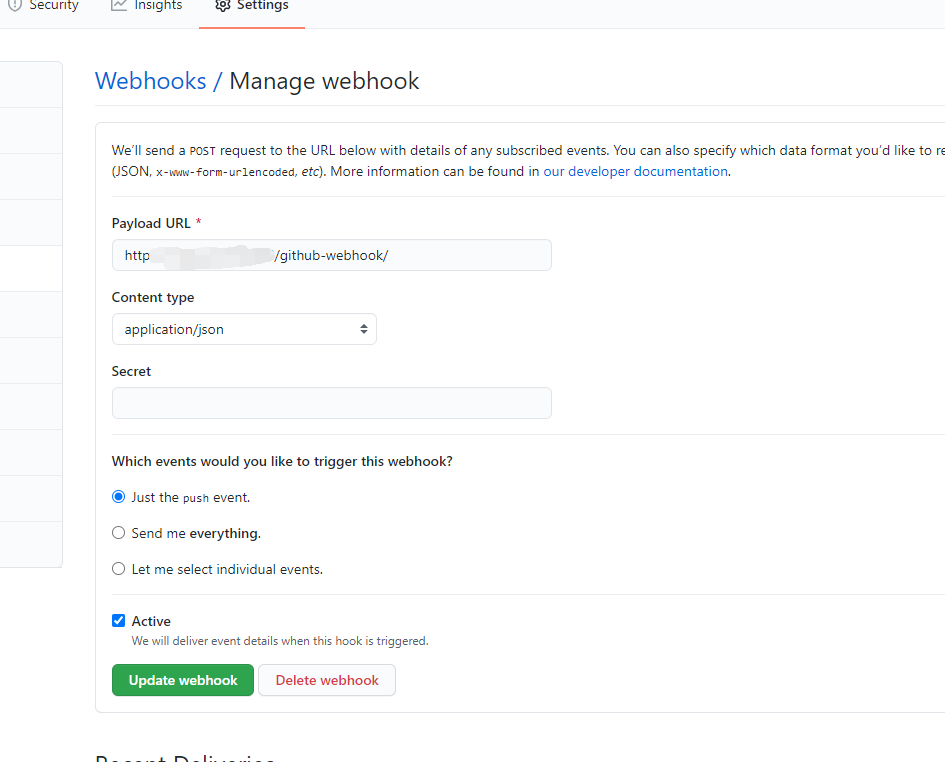 Security Insights Settings
Webhooks / Manage webhook
We'll send a POST request to the URL below with details of any subscribed events. You can also specify which data format you'd like to
(JSON, x-www-form-urlencoded, etc). More information can be found in our developer documentation.
Payload URL *
http /github-webhook/
Content type
application/json
Secret
Which events would you like to trigger this webhook?
Just the push event.
Send me everything.
Let me select individual events.
Active
We will deliver event details when this hook is triggered.
Update webhook Delete webhook
Recent Deliveries